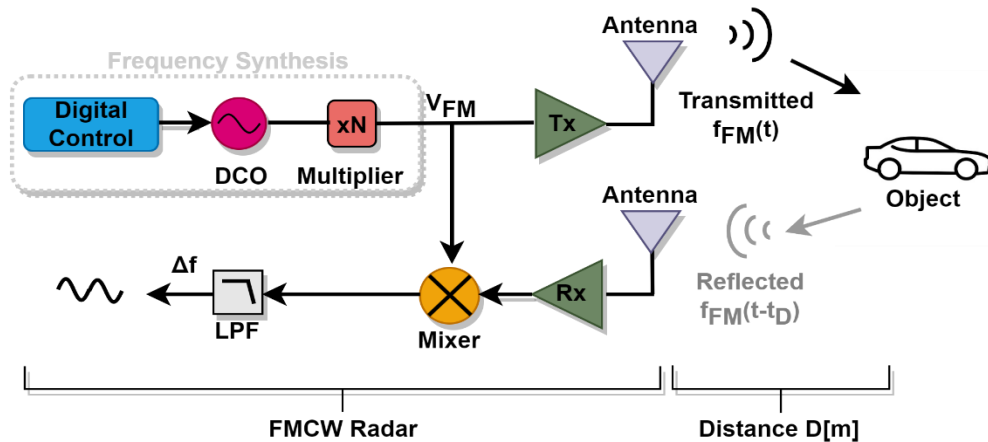 Frequency Synthesis
Digital
Control
DCO
xN
Multiplier
V_FM
Tx
Antenna
Transmitted
f_FM(t)
Object
Antenna
Reflected
f_FM(t-t_D)
Rx
Mixer
LPF
Δf
FMCW Radar
Distance D[m]